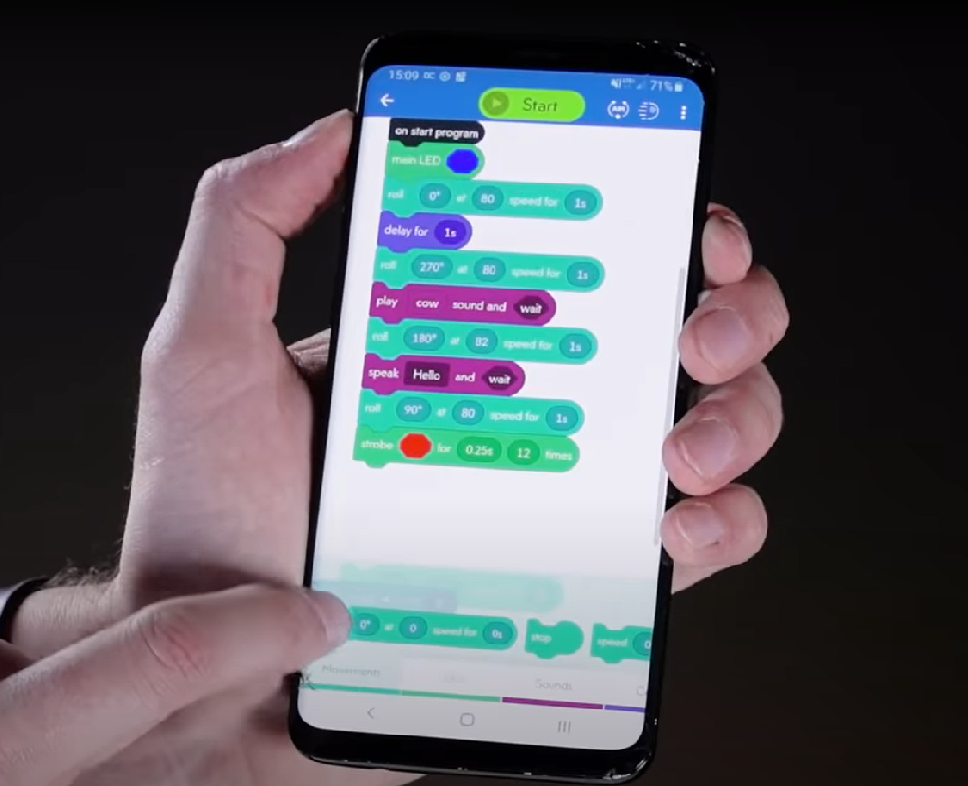 15:09 71%
Start
on start program
main LED
roll 0° at 80 speed for 1s
delay for 1s
roll 270° at 80 speed for 1s
play cow sound and wait
roll 180° at 82 speed for 1s
speak Hello and wait
roll 90° at 80 speed for 1s
strobe for 0.25s 12 times
0° at 0 speed for 0s stop speed 0
Movements Sounds